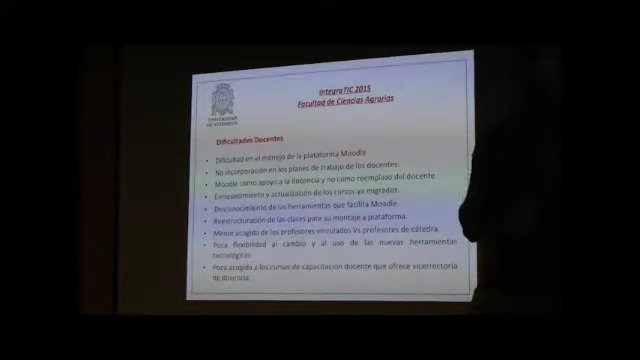 IntegraTIC 2015
Facultad de Ciencias Agrarias
UNIVERSIDAD
DE ANTIOQUIA
Dificultades Docentes
• Dificultad en el manejo de la plataforma Moodle
• No incorporación en los planes de trabajo de los docentes.
• Moodle como apoyo a la docencia y no como reemplazo del docente
• Enriquecimiento y actualización de los cursos ya migrados.
• Desconocimiento de las herramientas que facilita Moodle.
• Reestructuración de las clases para su montaje a plataforma.
• Menor acogida de los profesores vinculados Vs profesores de cátedra.
• Poca flexibilidad al cambio y al uso de las nuevas herramientas
tecnológicas
• Poca acogida a los cursos de capacitación docente que ofrece vicerrectoría
de docencia